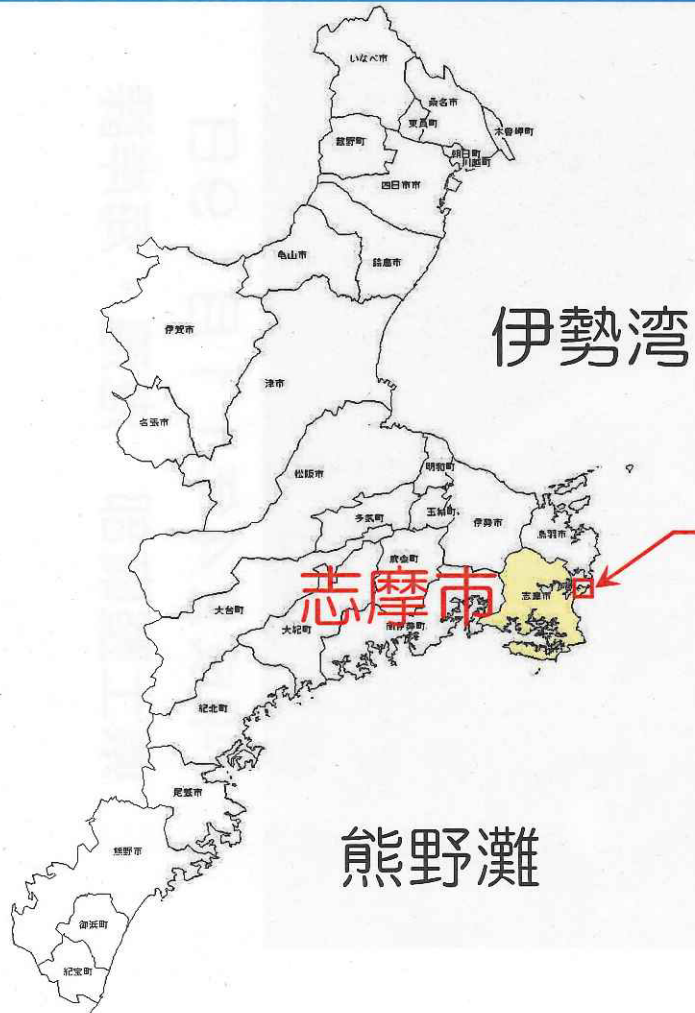 いなべ市
桑名市
東員町
木曽岬町
菰野町
朝日町
川越町
四日市市
亀山市
鈴鹿市
伊勢湾
伊賀市
津市
名張市
松阪市
明和町
多気町
玉城町
伊勢市
鳥羽市
度会町
志摩市
志摩市
大台町
大紀町
南伊勢町
紀北町
尾鷲市
熊野灘
熊野市
御浜町
紀宝町